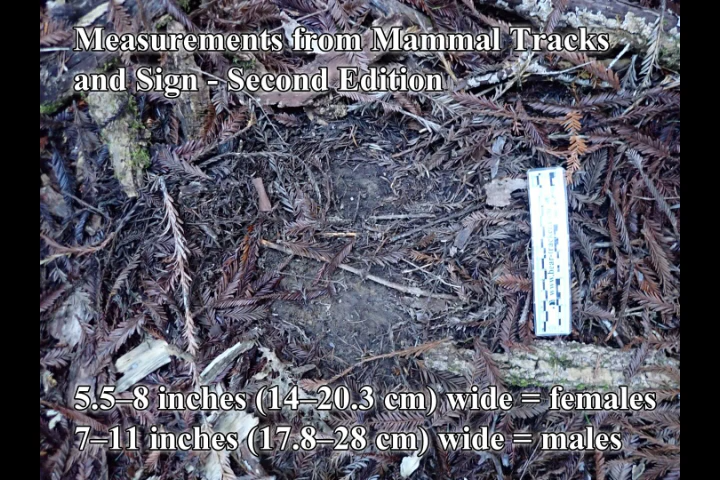 Measurements from Mammal Tracks
and Sign - Second Edition
5.5–8 inches (14–20.3 cm) wide = females
7–11 inches (17.8–28 cm) wide = males